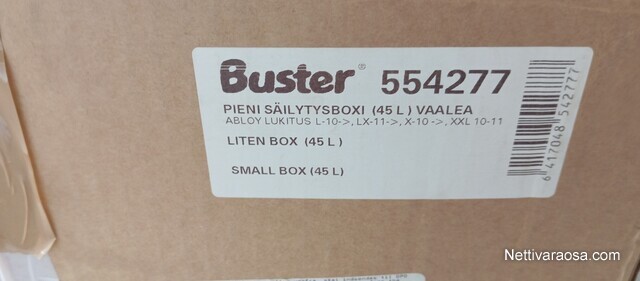 Buster® 554277
PIENI SÄILYTYSBOXI (45 L) VAALEA
ABLOY LUKITUS L-10->, LX-11->, X-10 ->, XXL 10-11
LITEN BOX (45 L)
SMALL BOX (45 L)
6 417048 542777
Nettivaraosa.com